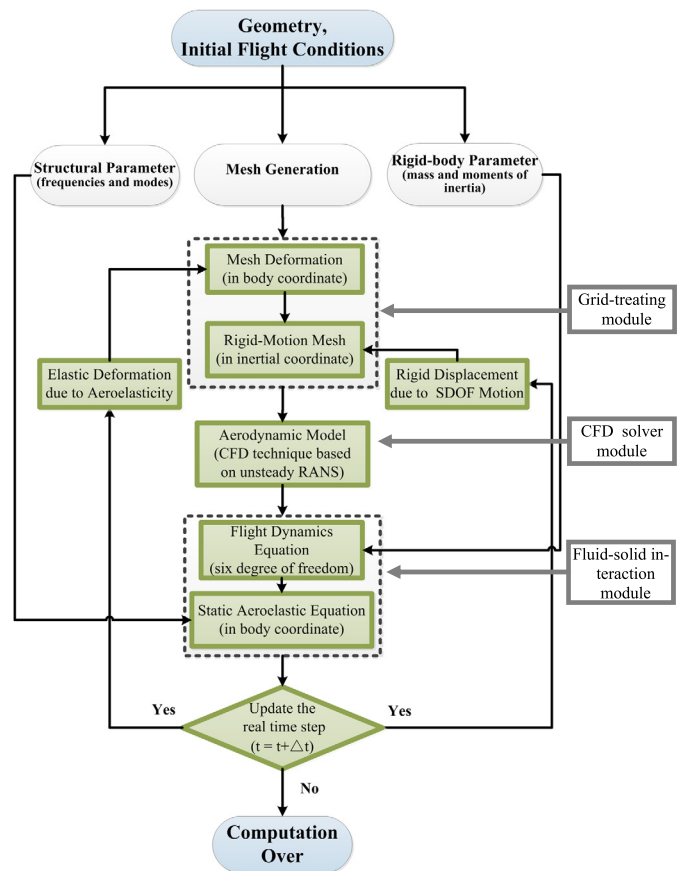 Geometry,
Initial Flight Conditions
Structural Parameter
(frequencies and modes)
Mesh Generation
Rigid-body Parameter
(mass and moments of
inertia)
Mesh Deformation
(in body coordinate)
Grid-treating
module
Rigid-Motion Mesh
(in inertial coordinate)
Elastic Deformation
due to Aeroelasticity
Rigid Displacement
due to SDOF Motion
Aerodynamic Model
(CFD technique based
on unsteady RANS)
CFD solver
module
Flight Dynamics
Equation
(six degree of freedom)
Fluid-solid in-
teraction
module
Static Aeroelastic Equation
(in body coordinate)
Yes
Update the
real time step
(t = t+△t)
Yes
No
Computation
Over